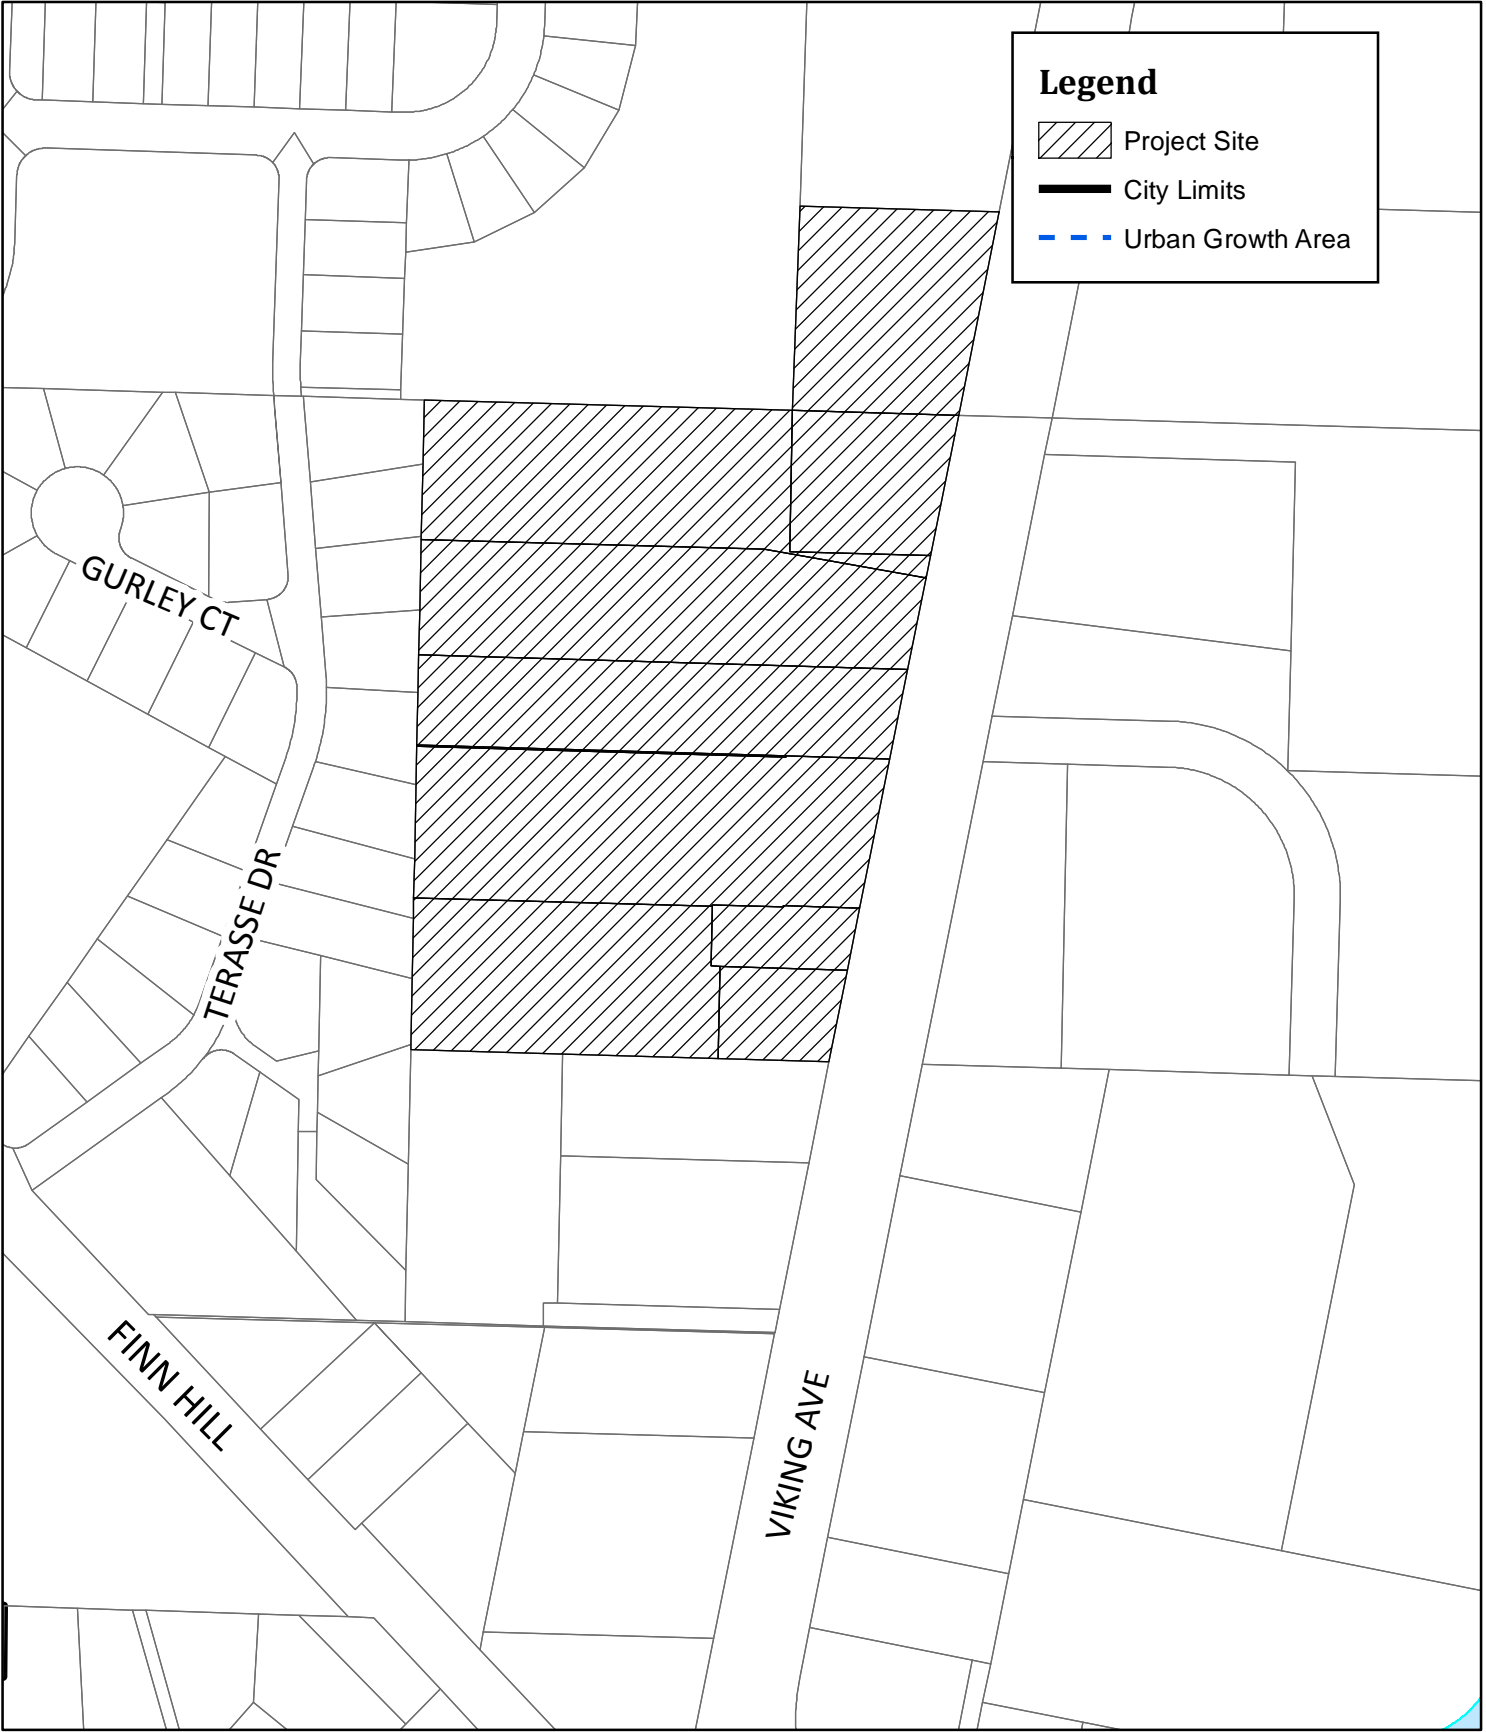 Legend
Project Site
City Limits
Urban Growth Area
GURLEY CT
TERASSE DR
FINN HILL
VIKING AVE